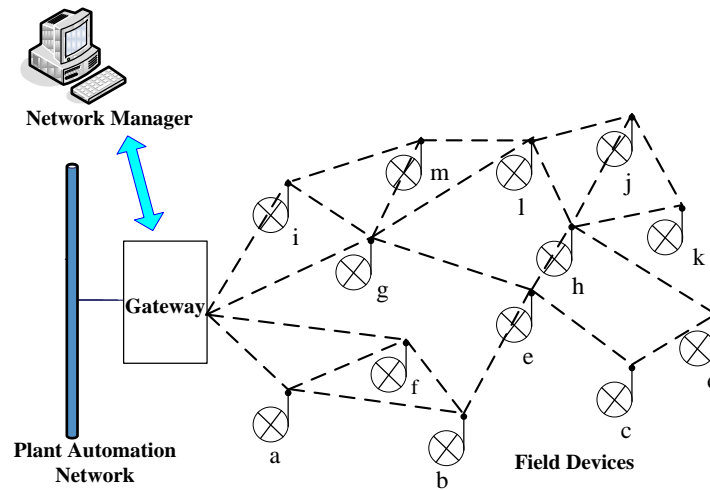 Network Manager
j
m
l
i
k
h
g
Gateway
e
f
c
a
b
Plant Automation
Network
Field Devices